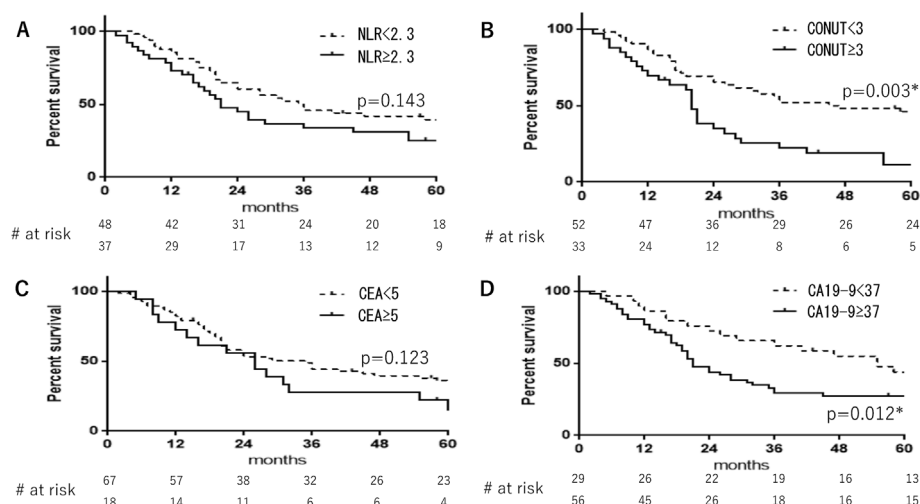 A
NLR<2.3
NLR≥2.3
p=0.143
Percent survival
100
50
0
0 12 24 36 48 60
months
# at risk
48 42 31 24 20 18
37 29 17 13 12 9
B
CONUT<3
CONUT≥3
p=0.003*
Percent survival
100
50
0
0 12 24 36 48 60
months
# at risk
52 47 36 29 26 24
33 24 12 8 6 5
C
CEA<5
CEA≥5
p=0.123
Percent survival
100
50
0
0 12 24 36 48 60
months
# at risk
67 57 38 32 26 23
18 14 11 6 6 4
D
CA19-9<37
CA19-9≥37
p=0.012*
Percent survival
100
50
0
0 12 24 36 48 60
months
# at risk
29 26 22 19 16 13
56 45 26 18 16 15